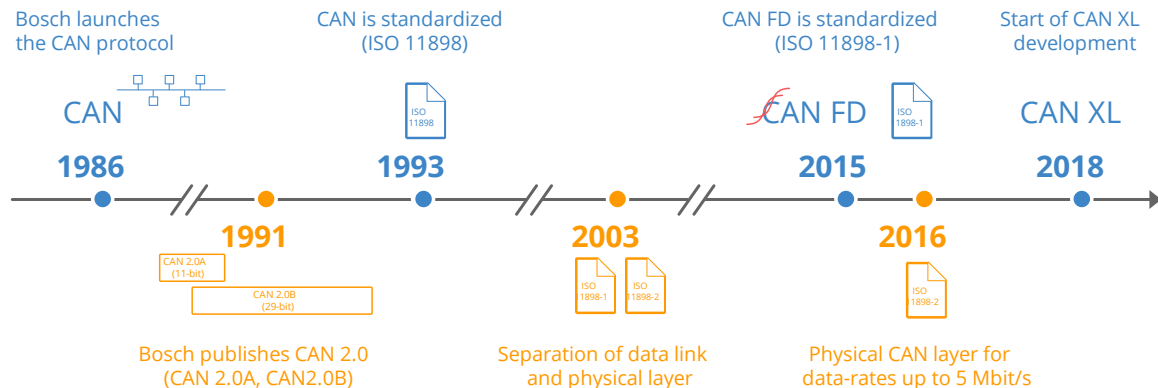 Bosch launches
the CAN protocol
CAN is standardized
(ISO 11898)
CAN FD is standardized
(ISO 11898-1)
Start of CAN XL
development
CAN
ISO
11898
CAN FD
ISO
1898-1
CAN XL
1986
1993
2015
2018
1991
2003
2016
CAN 2.0A
(11-bit)
CAN 2.0B
(29-bit)
ISO
11898-1
ISO
11898-2
ISO
11898-2
Bosch publishes CAN 2.0
(CAN 2.0A, CAN2.0B)
Separation of data link
and physical layer
Physical CAN layer for
data-rates up to 5 Mbit/s